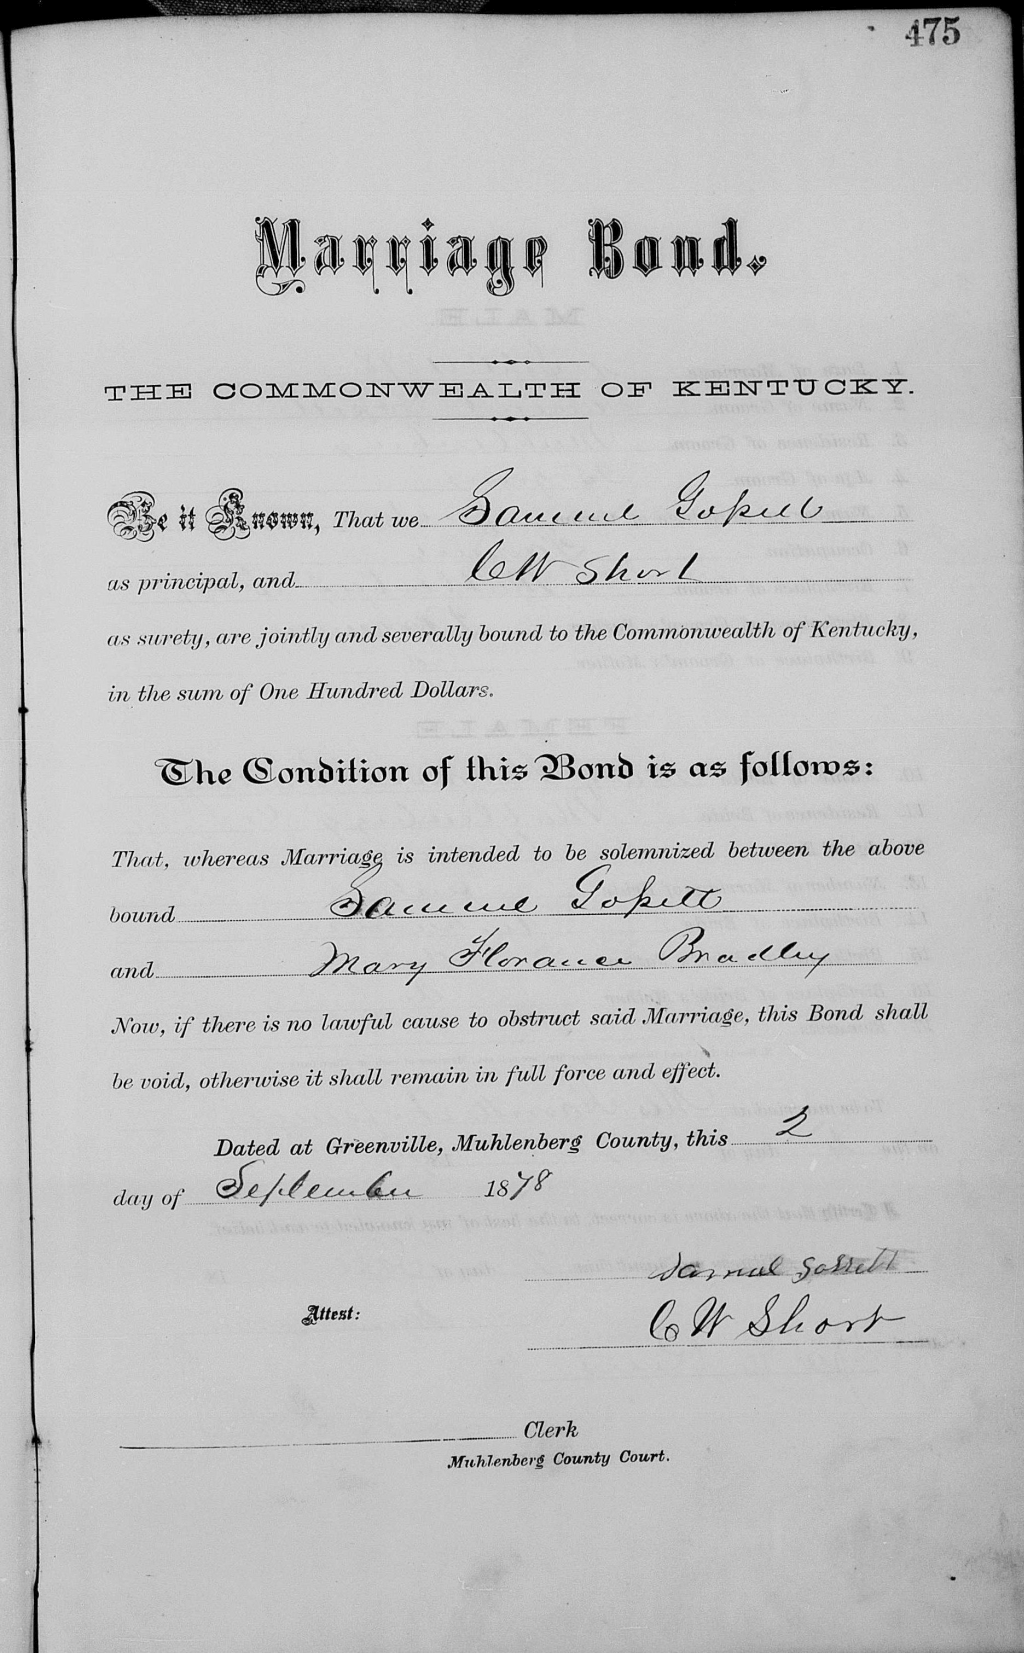 475
Marriage Bond.
THE COMMONWEALTH OF KENTUCKY.
Be it Known, That we Samuel Gossett
as principal, and C W Short
as surety, are jointly and severally bound to the Commonwealth of Kentucky,
in the sum of One Hundred Dollars.
The Condition of this Bond is as follows:
That, whereas Marriage is intended to be solemnized between the above
bound Samuel Gossett
and Mary Florance Bradley
Now, if there is no lawful cause to obstruct said Marriage, this Bond shall
be void, otherwise it shall remain in full force and effect.
Dated at Greenville, Muhlenberg County, this 2
day of September 1878
Samuel Gossett
Attest: C W Short
Clerk
Muhlenberg County Court.